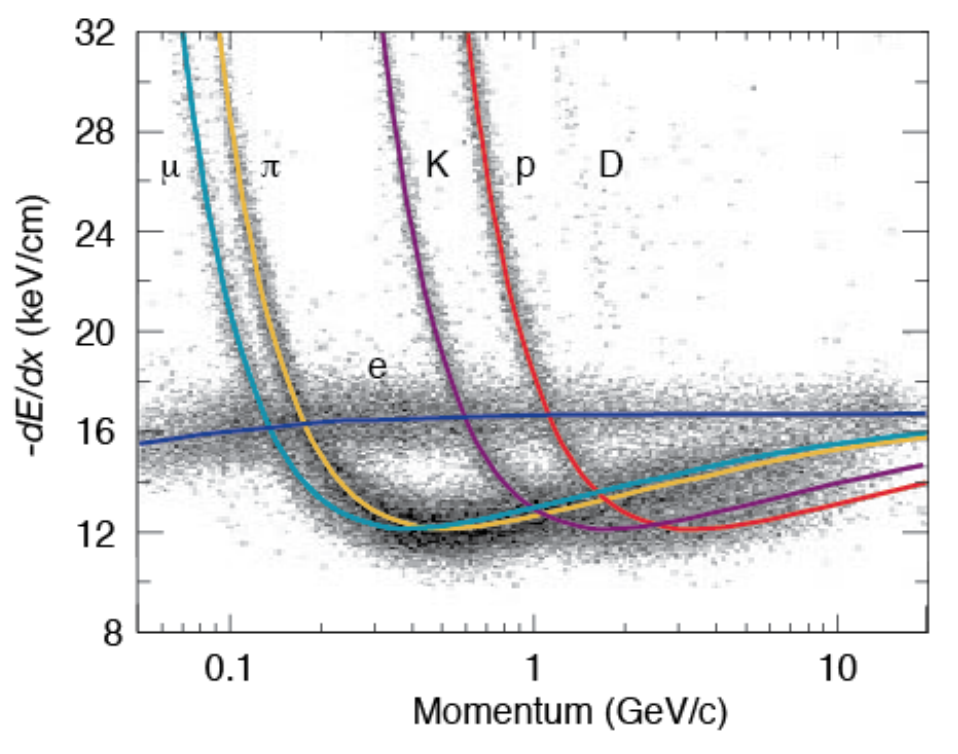 -dE/dx (keV/cm)
32
28
24
20
16
12
8
μ
π
K
p
D
e
0.1
1
10
Momentum (GeV/c)